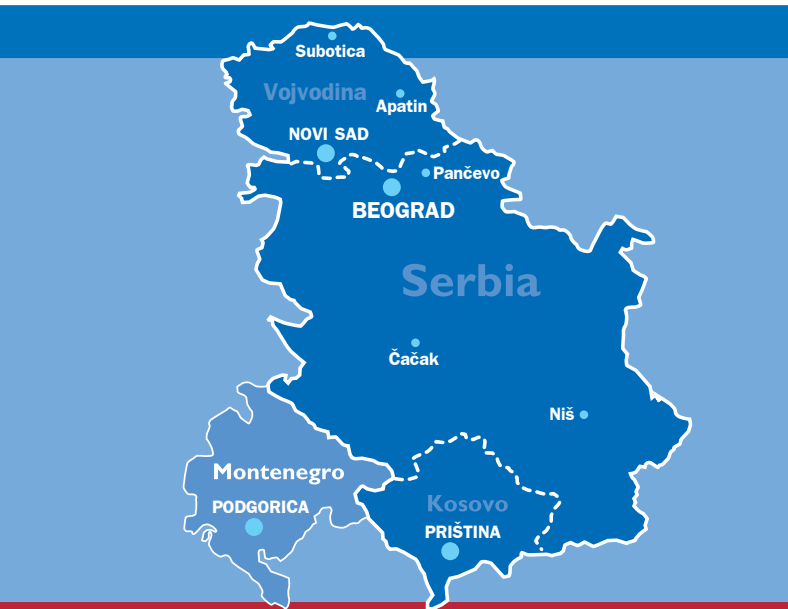 Subotica
Vojvodina
Apatin
NOVI SAD
Pančevo
BEOGRAD
Serbia
Čačak
Niš
Montenegro
PODGORICA
Kosovo
PRIŠTINA